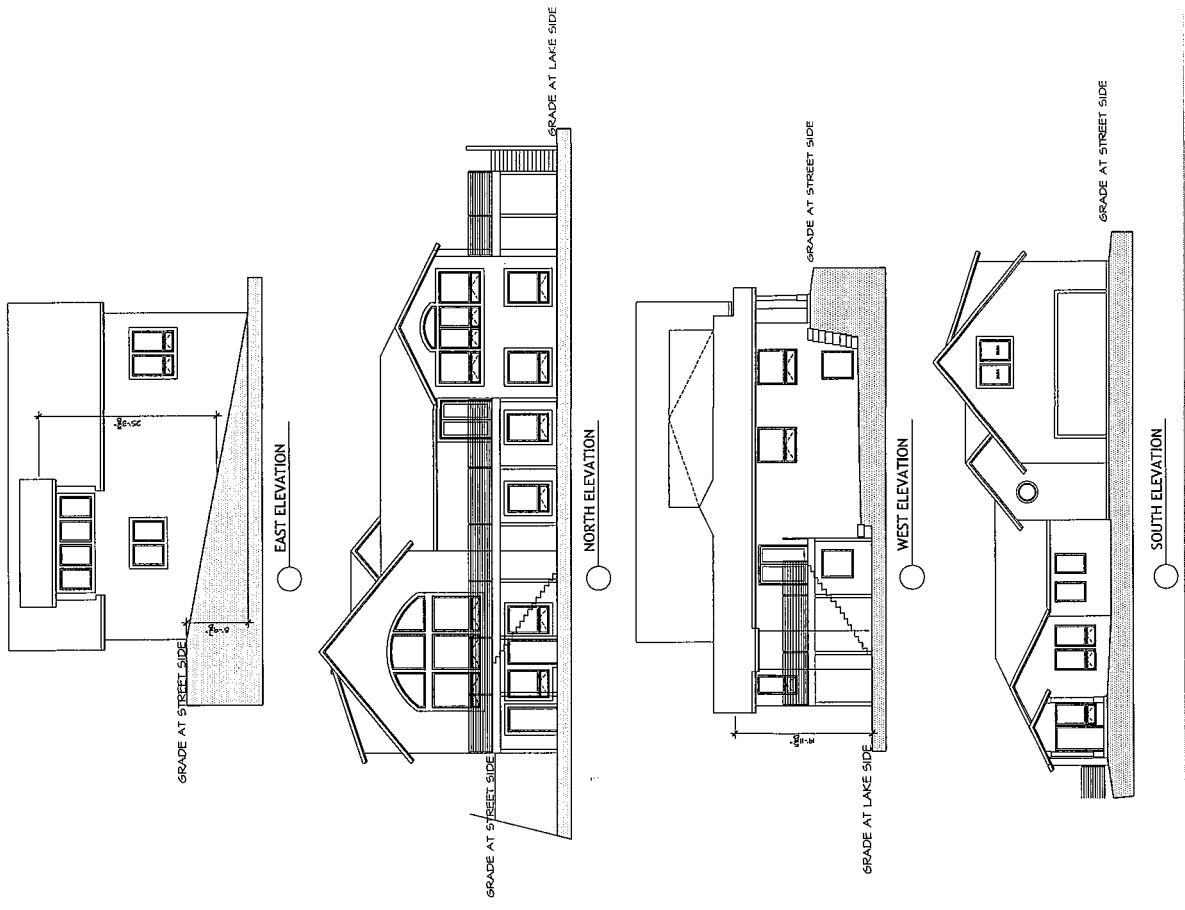 GRADE AT STREET SIDE
EAST ELEVATION
GRADE AT STREET SIDE
GRADE AT LAKE SIDE
NORTH ELEVATION
GRADE AT LAKE SIDE
GRADE AT STREET SIDE
WEST ELEVATION
GRADE AT STREET SIDE
SOUTH ELEVATION